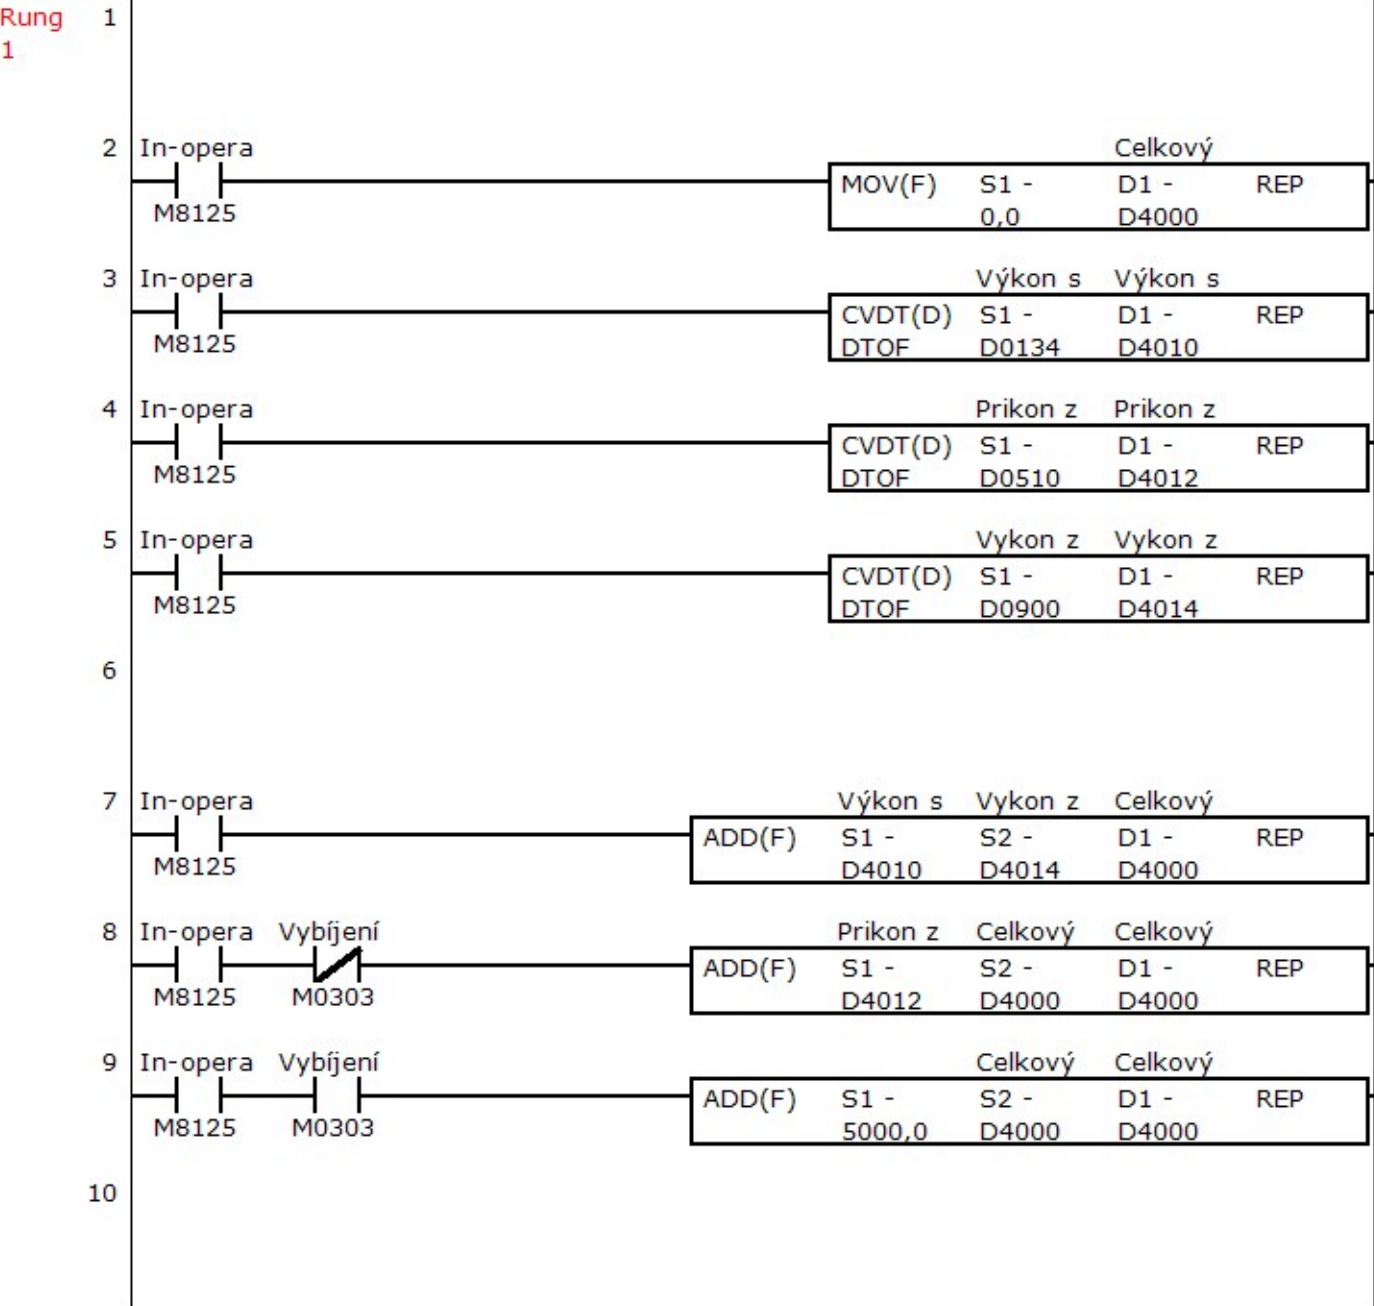 Rung 1
1
2 In-opera Celkový
MOV(F) S1 - D1 - REP
M8125 0,0 D4000
3 In-opera Výkon s Výkon s
CVDT(D) S1 - D1 - REP
M8125 DTOF D0134 D4010
4 In-opera Prikon z Prikon z
CVDT(D) S1 - D1 - REP
M8125 DTOF D0510 D4012
5 In-opera Vykon z Vykon z
CVDT(D) S1 - D1 - REP
M8125 DTOF D0900 D4014
6
7 In-opera Výkon s Vykon z Celkový
ADD(F) S1 - S2 - D1 - REP
M8125 D4010 D4014 D4000
8 In-opera Vybíjení Prikon z Celkový Celkový
ADD(F) S1 - S2 - D1 - REP
M8125 M0303 D4012 D4000 D4000
9 In-opera Vybíjení Celkový Celkový
ADD(F) S1 - S2 - D1 - REP
M8125 M0303 5000,0 D4000 D4000
10